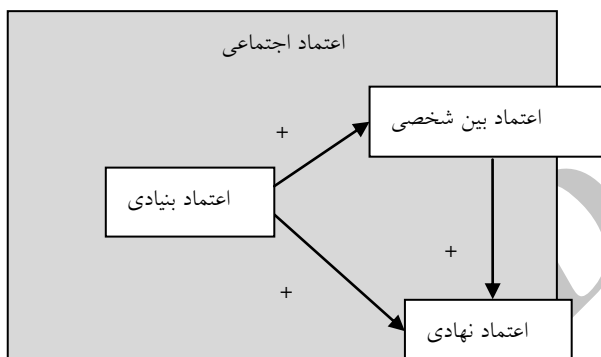 اعتماد اجتماعی
اعتماد بین شخصی
+
اعتماد بنیادی
+
+
اعتماد نهادی